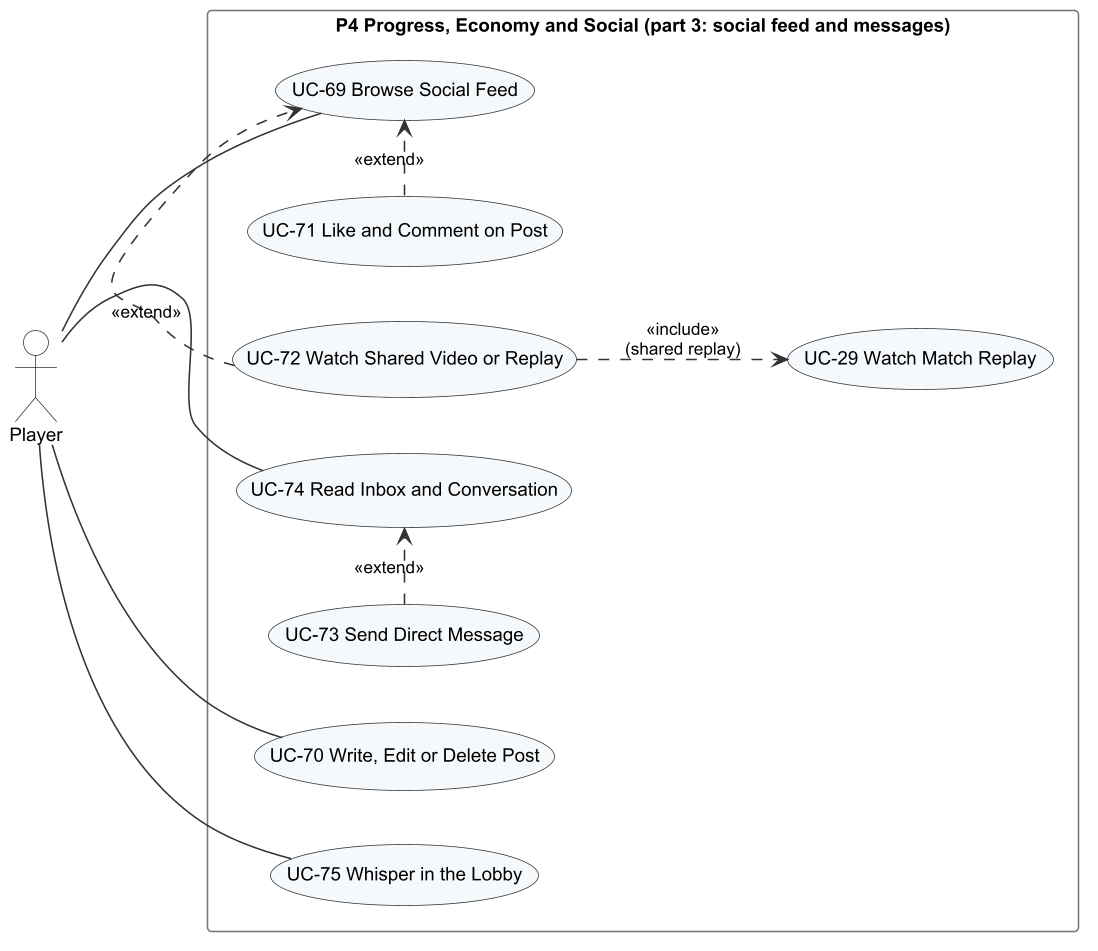 P4 Progress, Economy and Social (part 3: social feed and messages)
UC-69 Browse Social Feed
«extend»
UC-71 Like and Comment on Post
«extend»
«include»
(shared replay)
UC-72 Watch Shared Video or Replay
UC-29 Watch Match Replay
Player
UC-74 Read Inbox and Conversation
«extend»
UC-73 Send Direct Message
UC-70 Write, Edit or Delete Post
UC-75 Whisper in the Lobby